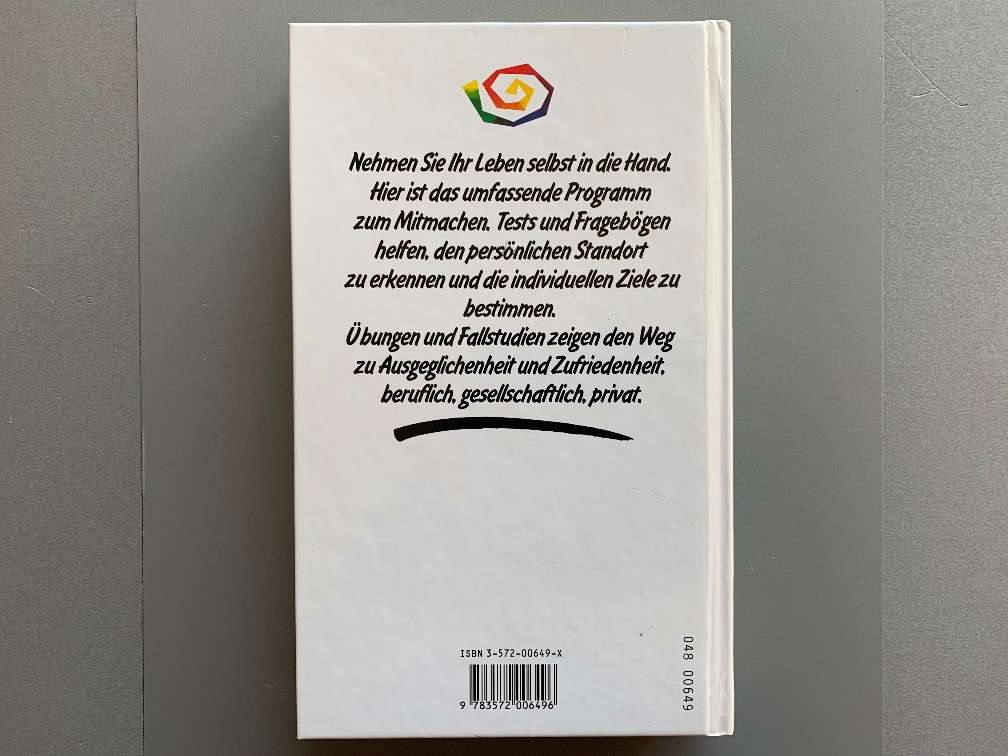 Nehmen Sie Ihr Leben selbst in die Hand.
Hier ist das umfassende Programm
zum Mitmachen. Tests und Fragebögen
helfen, den persönlichen Standort
zu erkennen und die individuellen Ziele zu
bestimmen.
Übungen und Fallstudien zeigen den Weg
zu Ausgeglichenheit und Zufriedenheit,
beruflich, gesellschaftlich, privat.
ISBN 3-572-00649-X
9 783572 006496
048 00649